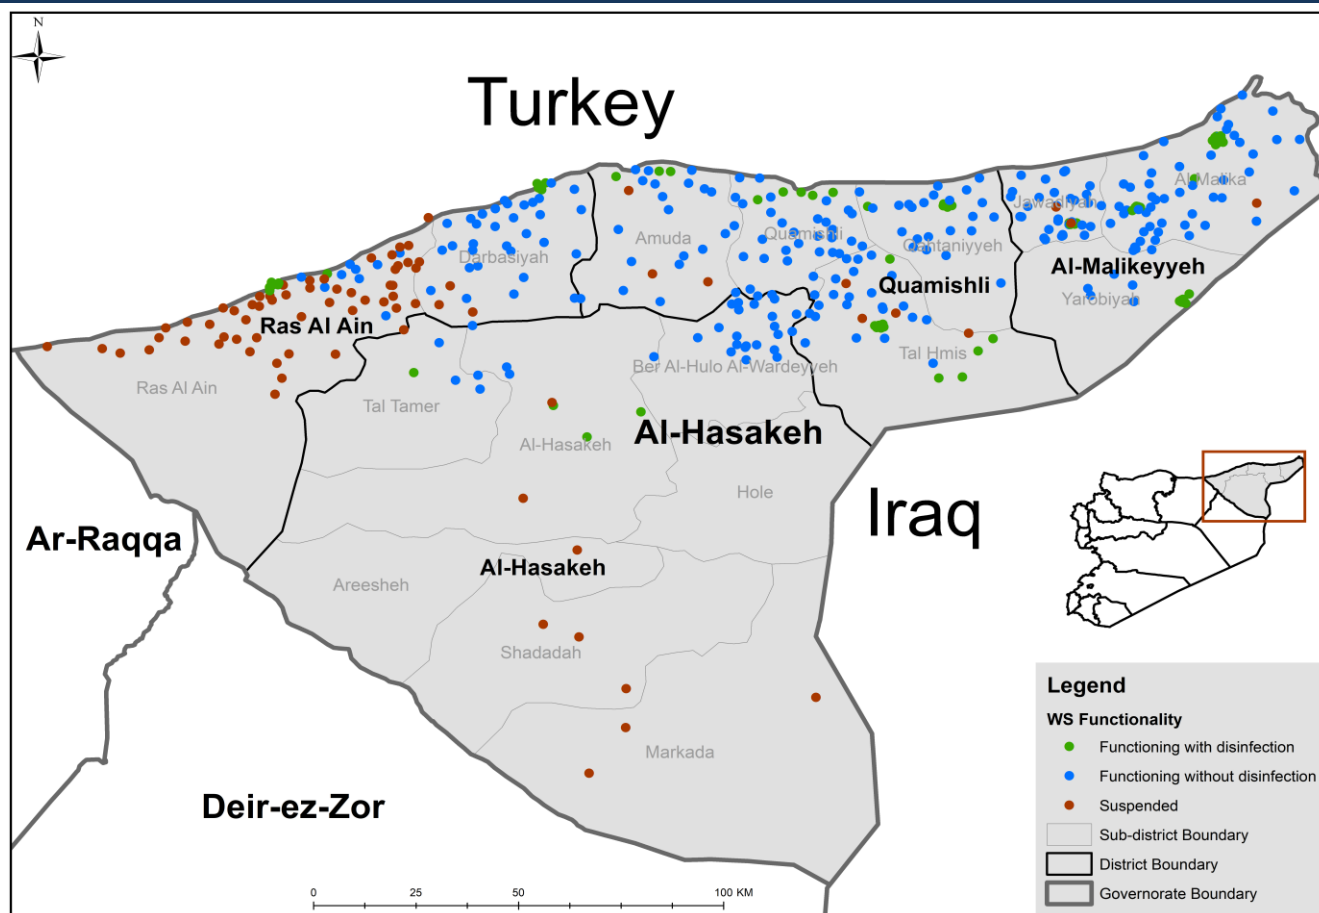 N
Turkey
Al-Malika
Jawadiyah
Quamishli
Qahtaniyyeh
Amuda
Darbasiyah
Al-Malikeyyeh
Quamishli
Yarobiyah
Ras Al Ain
Tal Hmis
Ber Al-Hulo Al-Wardeyyeh
Ras Al Ain
Tal Tamer
Al-Hasakeh
Al-Hasakeh
Hole
Iraq
Ar-Raqqa
Al-Hasakeh
Areesheh
Shadadah
Markada
Deir-ez-Zor
Legend
WS Functionality
Functioning with disinfection
Functioning without disinfection
Suspended
Sub-district Boundary
District Boundary
Governorate Boundary
0 25 50 100 KM